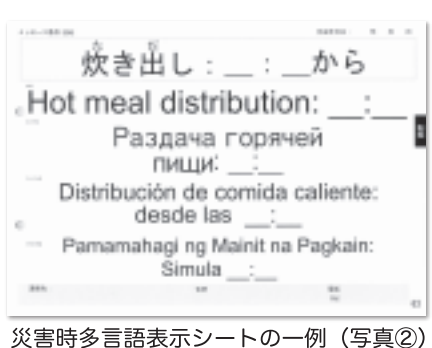 炊き出し：＿＿：＿＿から
Hot meal distribution: __:__
Раздача горячей
пищи: __:__
Distribución de comida caliente:
desde las __:__
Pamamahagi ng Mainit na Pagkain:
Simula __:__
災害時多言語表示シートの一例（写真②）